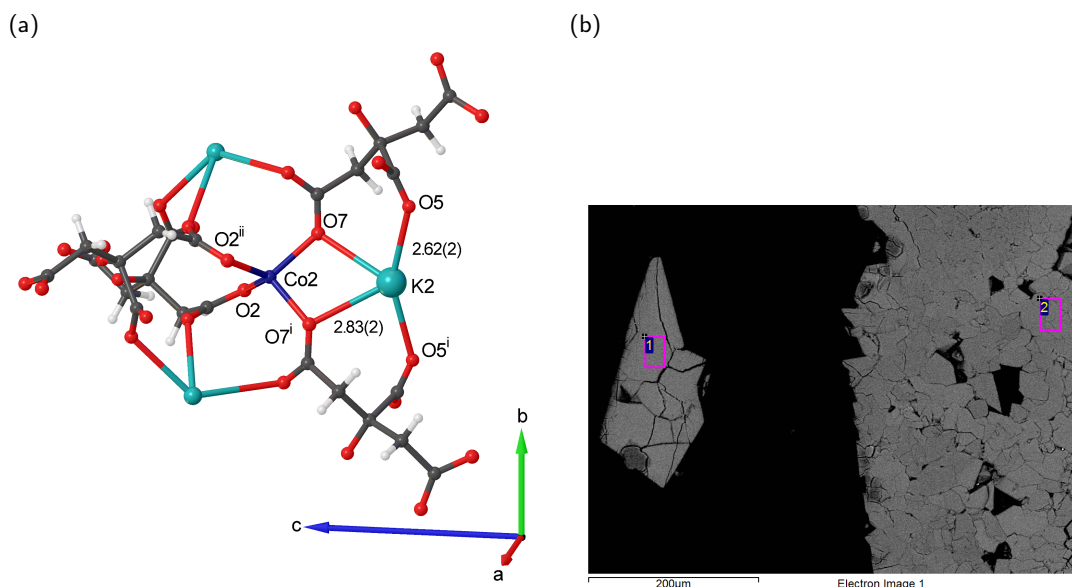 (a)
(b)
O5
O7
O2ii
2.62(2)
Co2
K2
O2
2.83(2)
O7i
O5i
b
c
a
1
2
200um
Electron Image 1